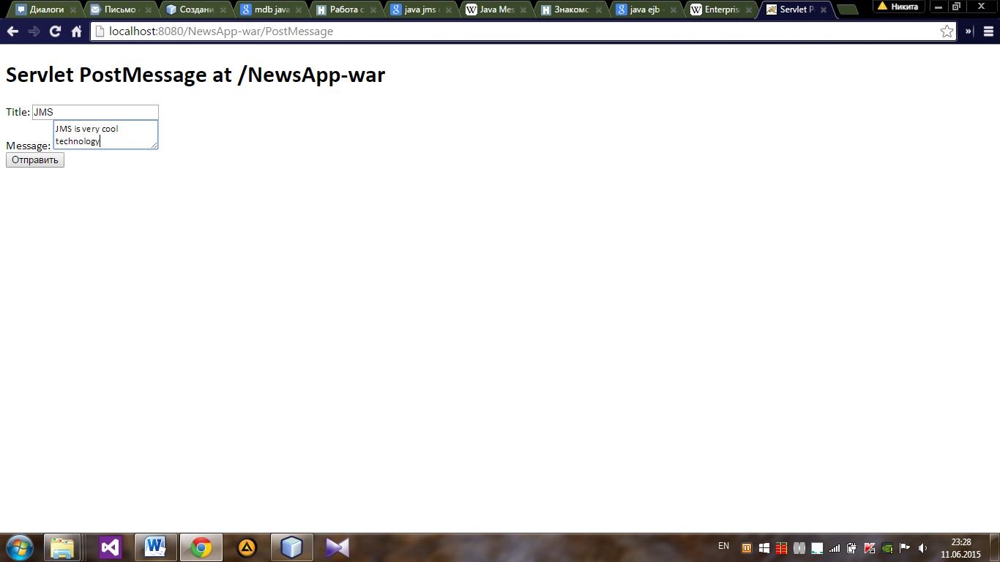 Диалоги
Письмо
Создани
mdb java
Работа с
java jms
Java Mes
Знакомс
java ejb -
Enterpris
Servlet P
Никита
localhost:8080/NewsApp-war/PostMessage
Servlet PostMessage at /NewsApp-war
Title: JMS
JMS is very cool
technology
Message:
Отправить
EN
23:28
11.06.2015